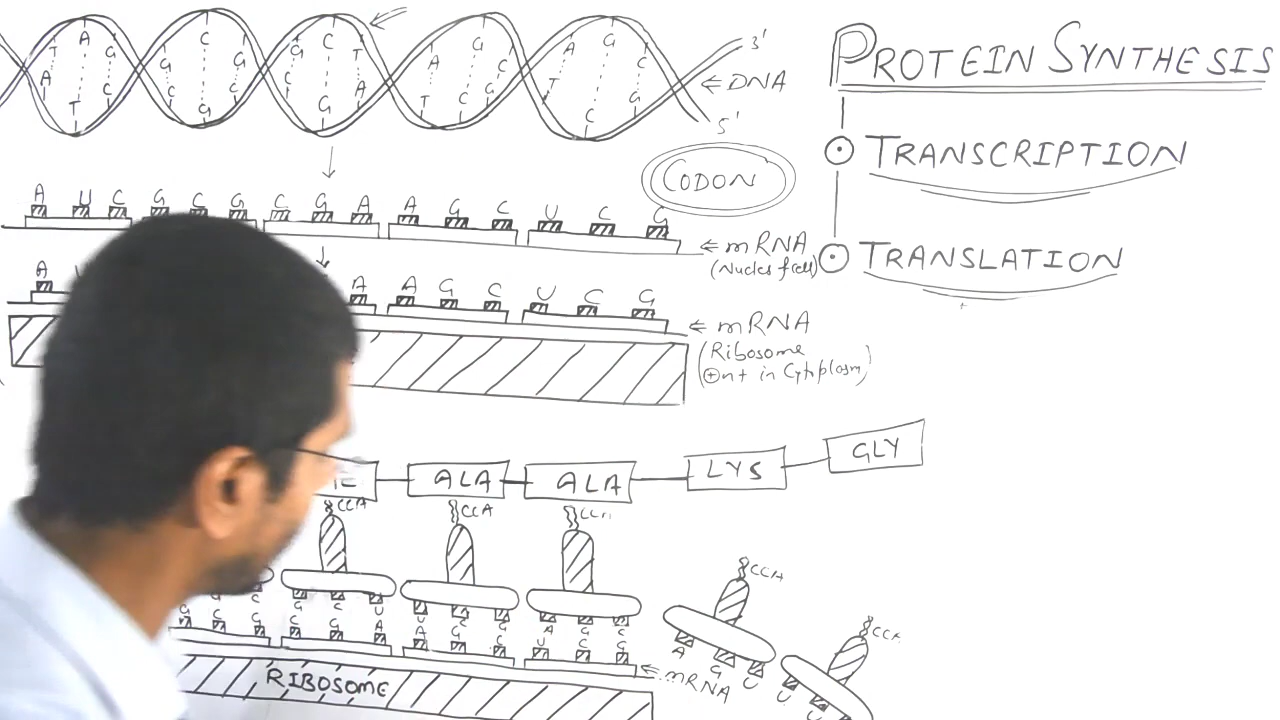 PROTEIN SYNTHESIS
TRANSCRIPTION
TRANSLATION
T A G G C G G C T A G C A G C
A T C C G C C G A T C G T C G
3'
⇐ DNA
5'
CODON
A U C G C G C G A A G C U C G
⇐ mRNA
A A A G C U C G
⇐ mRNA
(Ribosome
in Cytoplasm)
ALA ALA LYS GLY
CCA CCA
CCA
CCA
C G C U U C G A G C
G C G C G A A G C U C G
A G U
U U
← mRNA
RIBOSOME